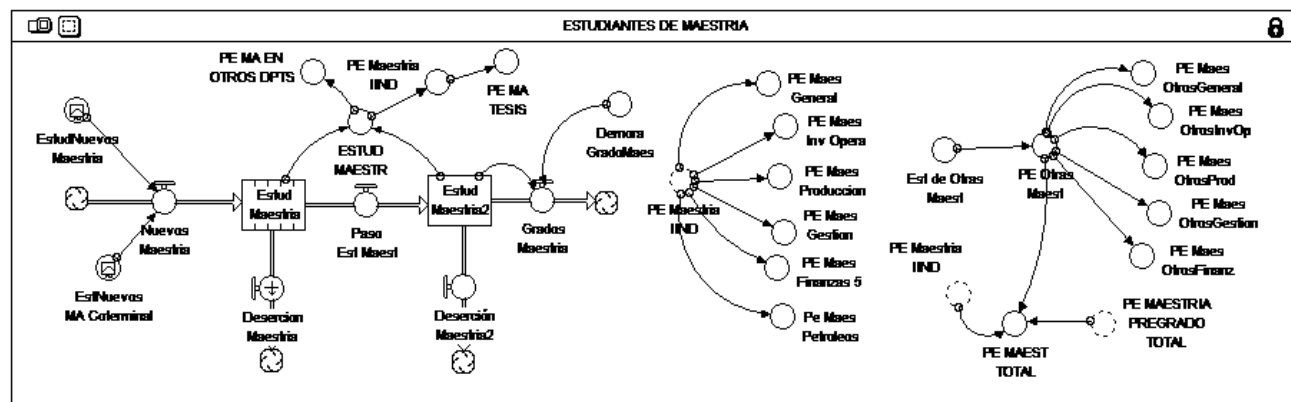 ESTUDIANTES DE MAESTRIA
PE MA EN
OTROS DPTS
PE Maestria
IIND
PE MA
TESIS
EstudNuevos
Maestria
ESTUD
MAESTR
Demora
GradoMaes
Estud
Maestria
Estud
Maestria2
Nuevos
Maestria
Paso
Est Maest
Grados
Maestria
EstNuevos
MA Coterminal
Desercion
Maestria
Deserción
Maestria2
PE Maes
General
PE Maes
Inv Opera
PE Maes
Produccion
PE Maestria
IIND
PE Maes
Gestion
PE Maes
Finanzas 5
Pe Maes
Petroleos
PE Maes
OtrosGeneral
PE Maes
OtrosInvOp
PE Maes
OtrosProd
Est de Otras
Maest
PE Otras
Maest
PE Maes
OtrosGestion
PE Maes
OtrosFinanz
PE Maestria
IIND
PE MAESTRIA
PREGRADO
TOTAL
PE MAEST
TOTAL